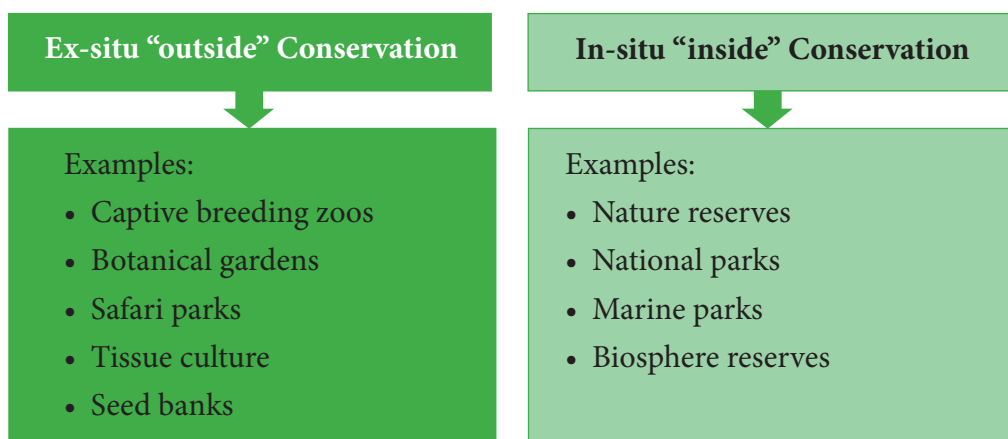 Ex-situ “outside” Conservation
Examples:
• Captive breeding zoos
• Botanical gardens
• Safari parks
• Tissue culture
• Seed banks
In-situ “inside” Conservation
Examples:
• Nature reserves
• National parks
• Marine parks
• Biosphere reserves